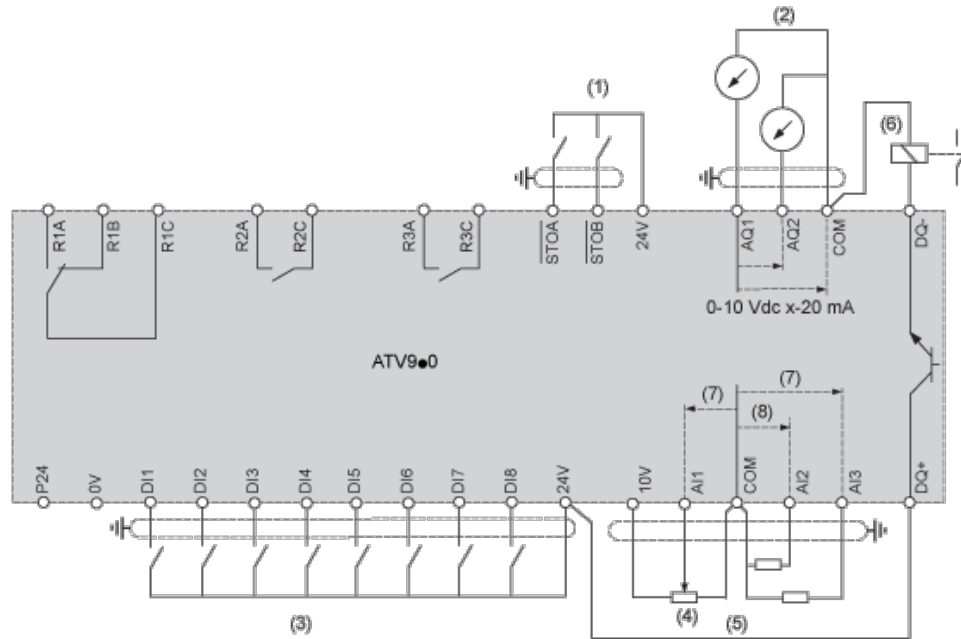 (2)
(1)
(6)
R1A
R1B
R1C
R2A
R2C
R3A
R3C
STOA
STOB
24V
AQ1
AQ2
COM
DQ-
0-10 Vdc x-20 mA
ATV9●0
(7)
(7)
(8)
P24
0V
DI1
DI2
DI3
DI4
DI5
DI6
DI7
DI8
24V
10V
AI1
COM
AI2
AI3
DQ+
(3)
(4)
(5)